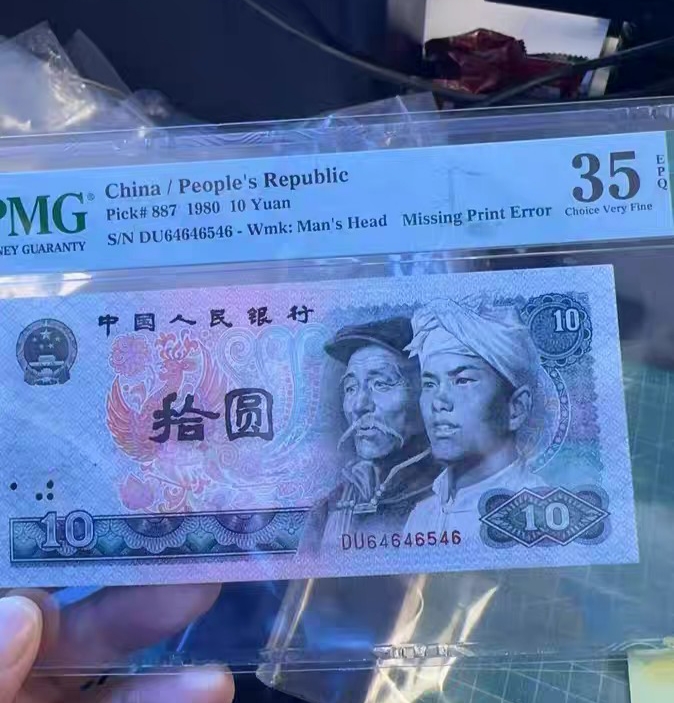 PMG
NEY GUARANTY
China / People's Republic
Pick# 887 1980 10 Yuan
S/N DU64646546 - Wmk: Man's Head
Missing Print Error
35
EPQ
Choice Very Fine
中国人民银行
10
拾圆
10
DU64646546
10